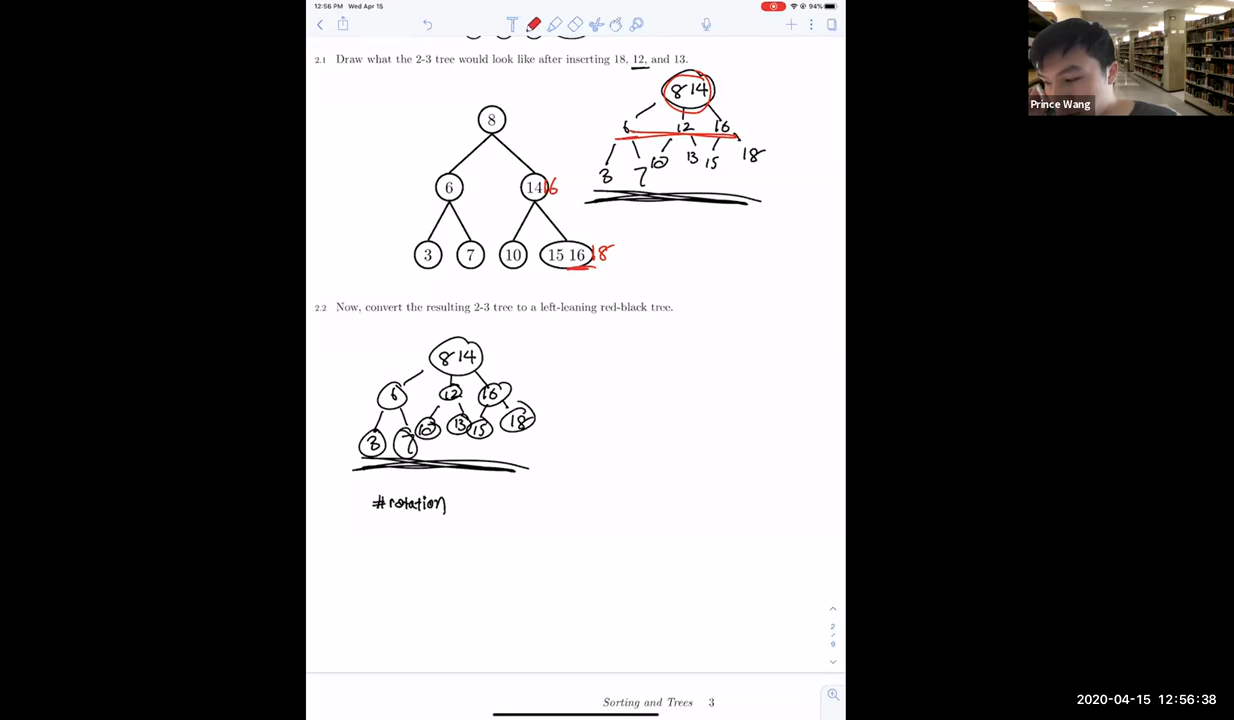 12:56 PM Wed Apr 15
94%
T
2.1 Draw what the 2-3 tree would look like after inserting 18, 12, and 13.
8 14
6 12 16
3 7 10 13 15 18
8
6 14 16
3 7 10 15 16 18
2.2 Now, convert the resulting 2-3 tree to a left-leaning red-black tree.
8 14
6 12 16
3 7 10 13 15 18
#rotation
2
/
9
Sorting and Trees 3
Prince Wang
2020-04-15 12:56:38